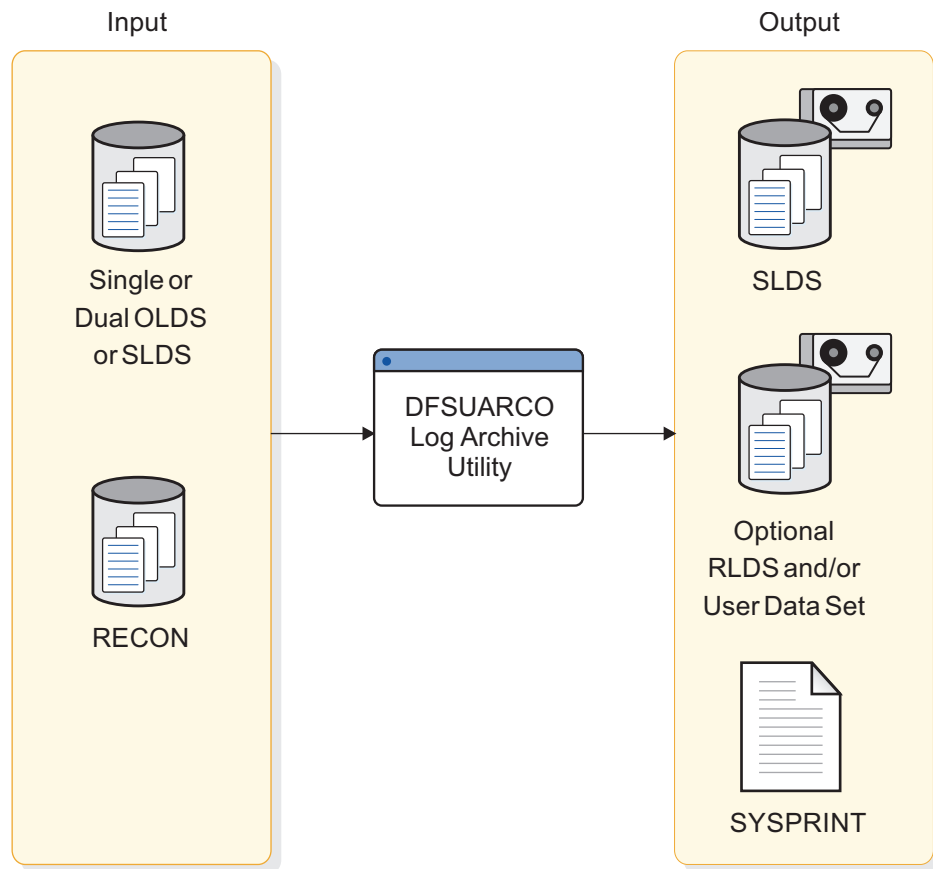 Input
Single or
Dual OLDS
or SLDS
RECON
DFSUARCO
Log Archive
Utility
Output
SLDS
Optional
RLDS and/or
User Data Set
SYSPRINT